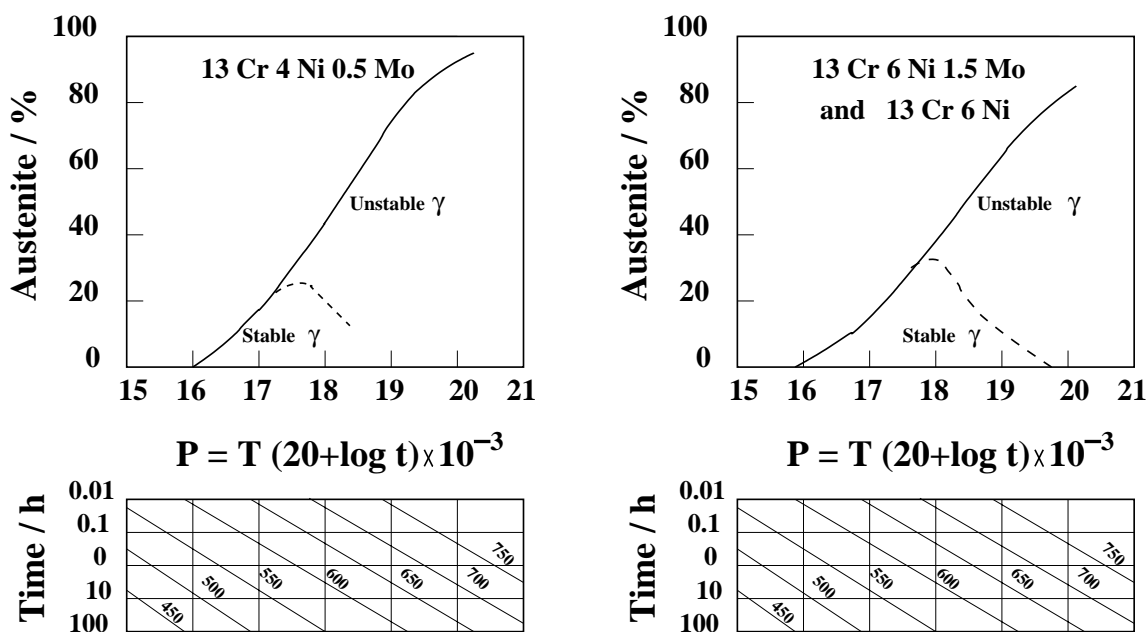 100
80
60
40
20
0
Austenite / %
13 Cr 4 Ni 0.5 Mo
Unstable γ
Stable γ
15 16 17 18 19 20 21
P = T (20+log t)×10⁻³
0.01
0.1
0
10
100
Time / h
450 500 550 600 650 700 750
100
80
60
40
20
0
Austenite / %
13 Cr 6 Ni 1.5 Mo
and 13 Cr 6 Ni
Unstable γ
Stable γ
15 16 17 18 19 20 21
P = T (20+log t)×10⁻³
0.01
0.1
0
10
100
Time / h
450 500 550 600 650 700 750